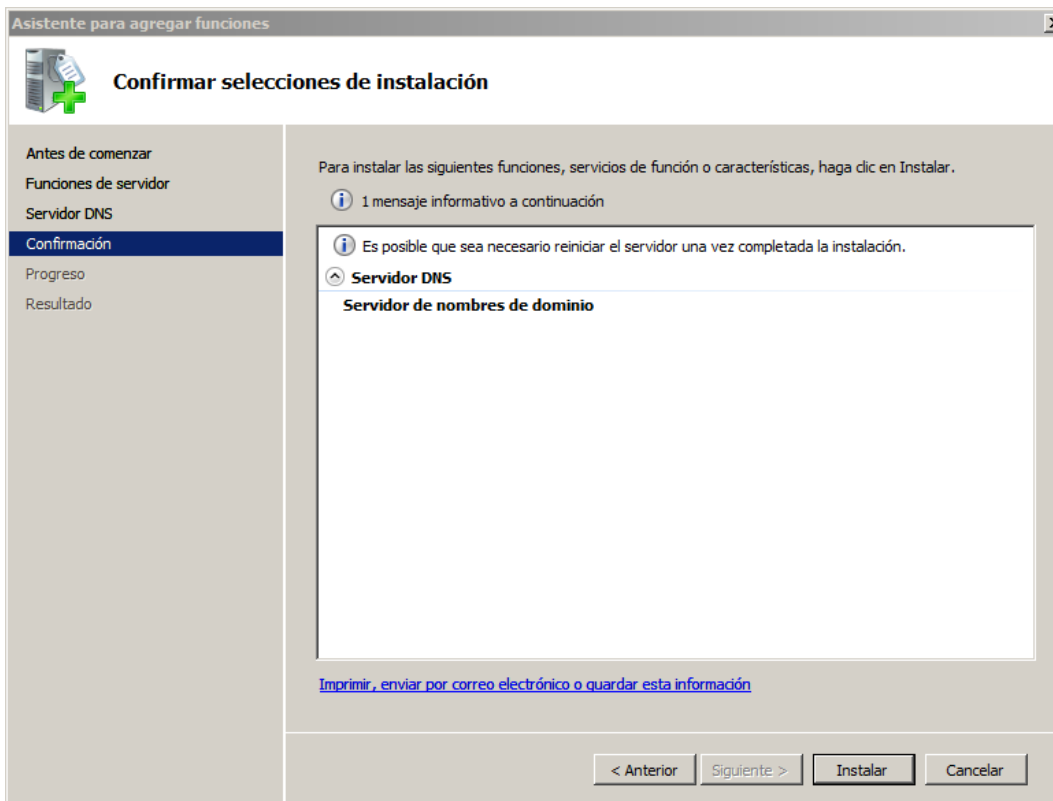 Asistente para agregar funciones
Confirmar selecciones de instalación
Antes de comenzar
Funciones de servidor
Servidor DNS
Confirmación
Progreso
Resultado
Para instalar las siguientes funciones, servicios de función o características, haga clic en Instalar.
1 mensaje informativo a continuación
Es posible que sea necesario reiniciar el servidor una vez completada la instalación.
Servidor DNS
Servidor de nombres de dominio
Imprimir, enviar por correo electrónico o guardar esta información
< Anterior
Siguiente >
Instalar
Cancelar